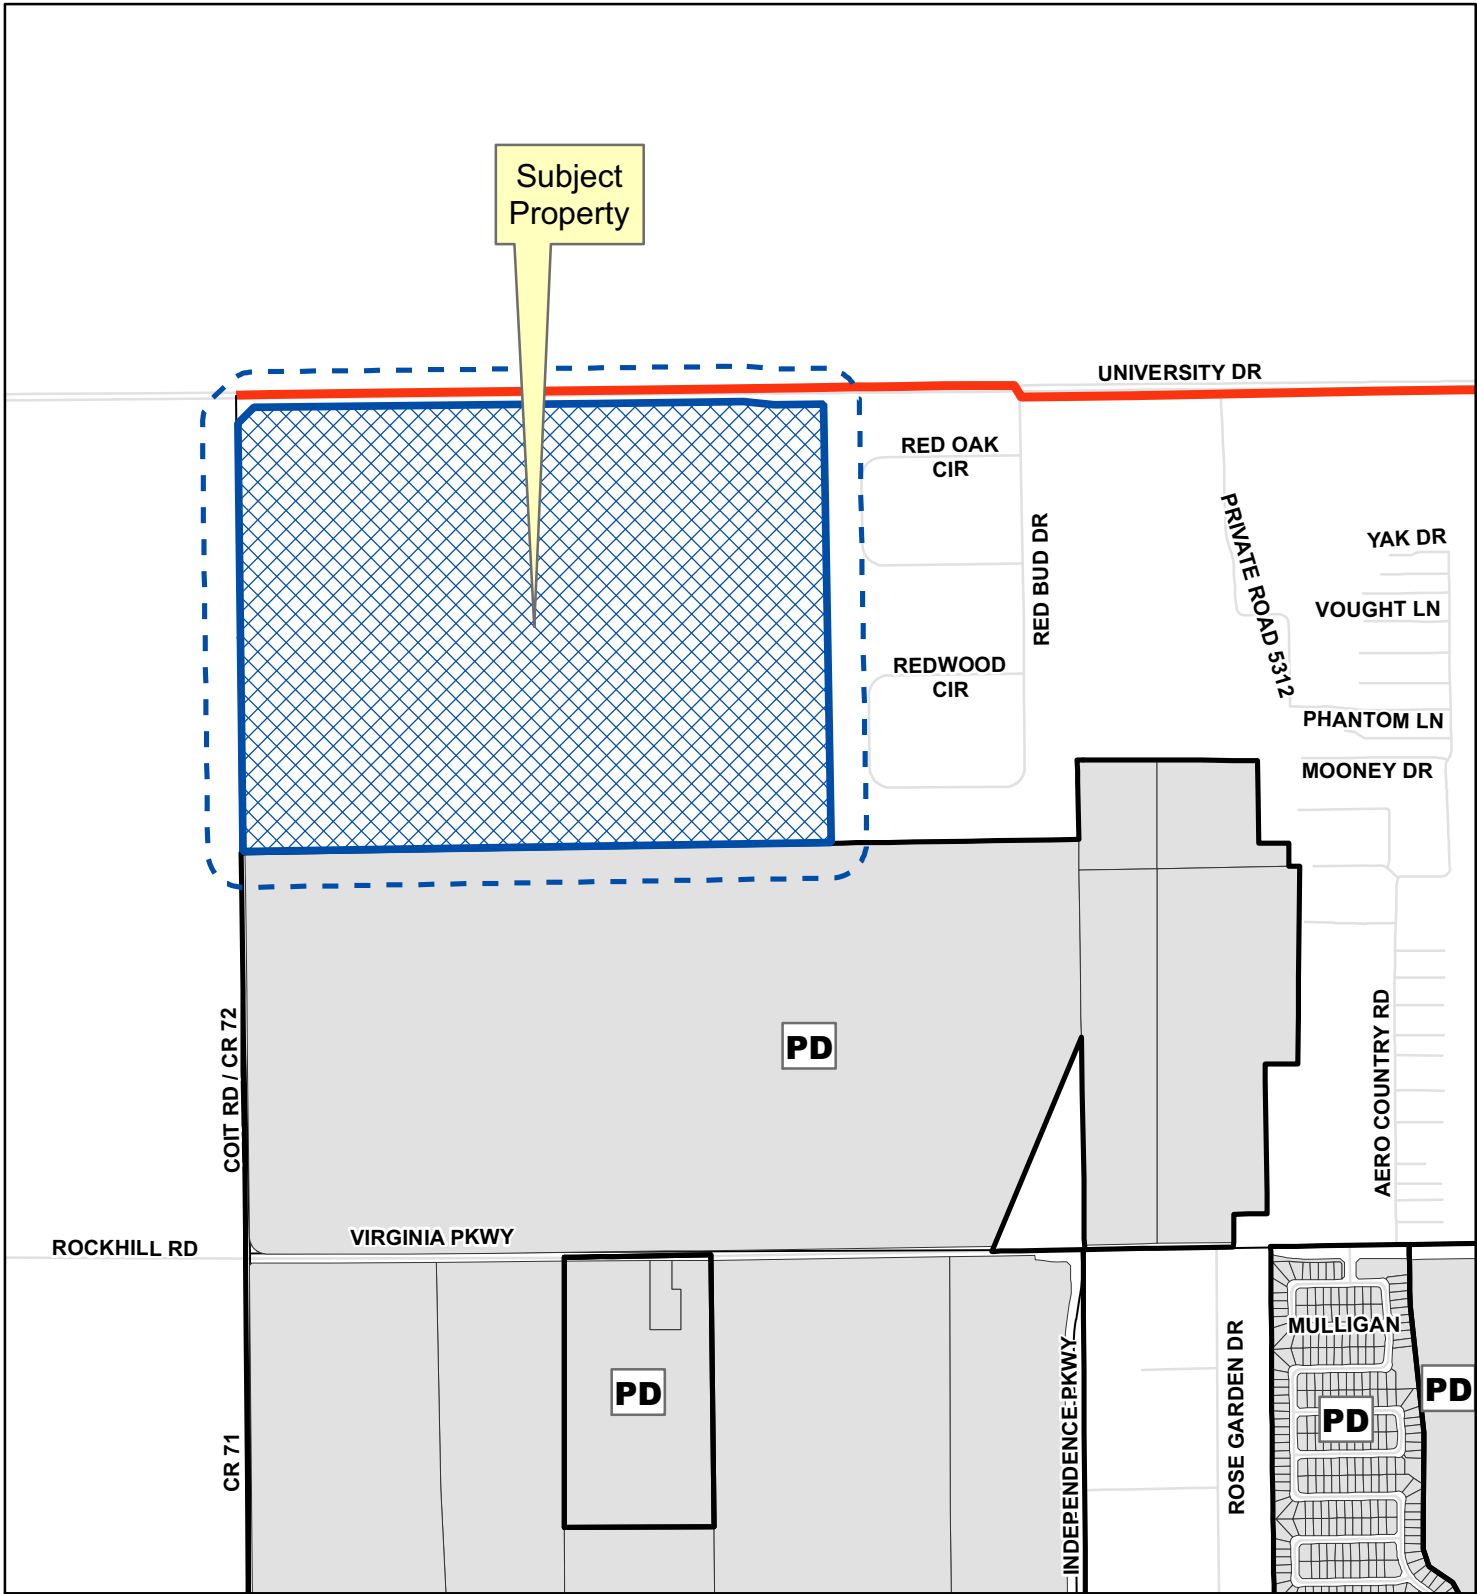 Subject
Property
UNIVERSITY DR
RED OAK
CIR
RED BUD DR
PRIVATE ROAD 5312
YAK DR
VOUGHT LN
REDWOOD
CIR
PHANTOM LN
MOONEY DR
COIT RD / CR 72
PD
AERO COUNTRY RD
ROCKHILL RD
VIRGINIA PKWY
CR 71
PD
INDEPENDENCE PKWY
ROSE GARDEN DR
MULLIGAN
PD
PD